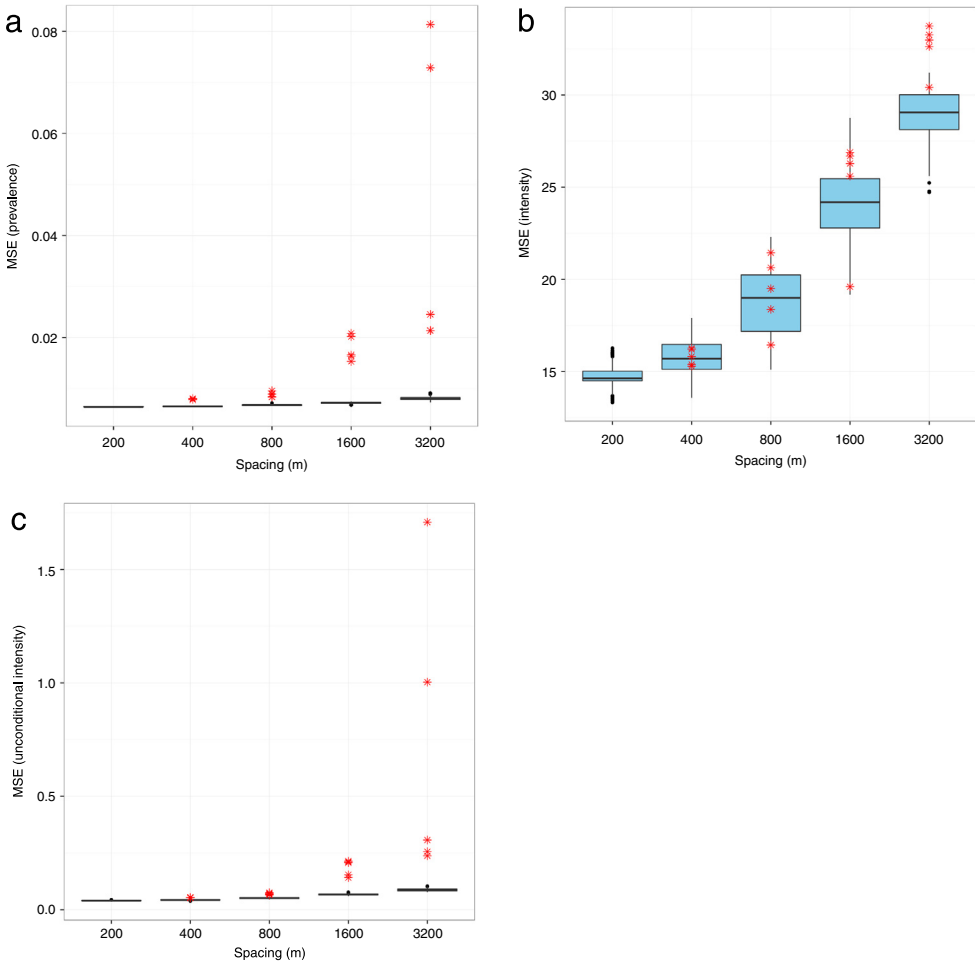 a
0.08
0.06
0.04
0.02
MSE (prevalence)
200 400 800 1600 3200
Spacing (m)
b
30
25
20
15
MSE (intensity)
200 400 800 1600 3200
Spacing (m)
c
1.5
1.0
0.5
0.0
MSE (unconditional intensity)
200 400 800 1600 3200
Spacing (m)